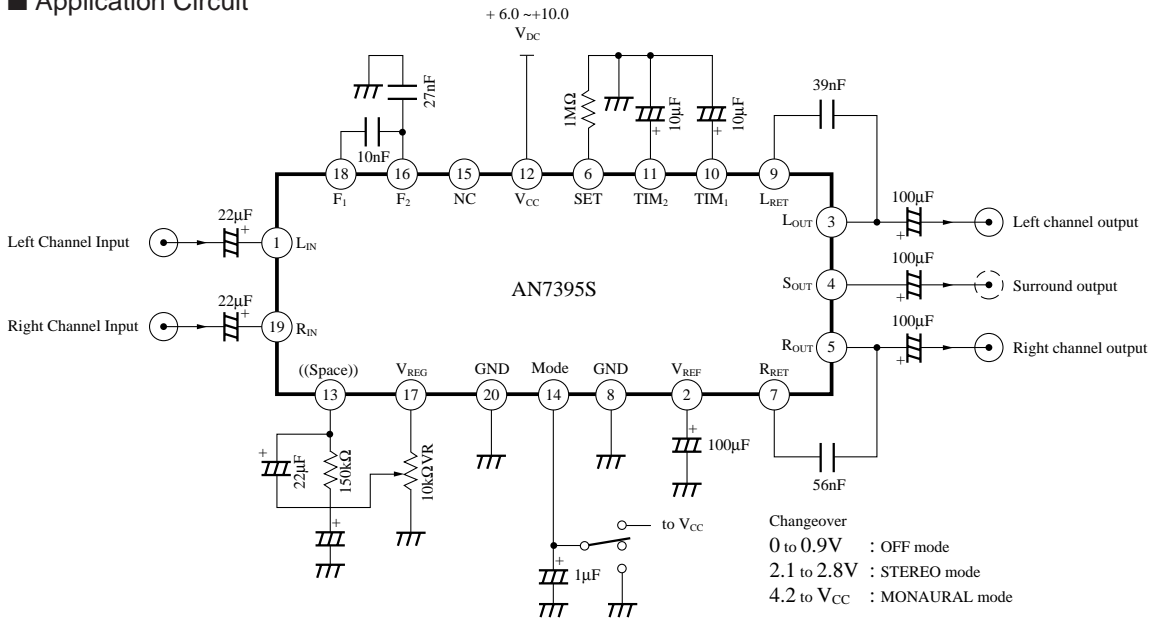 ■ Application Circuit
+ 6.0 ~+10.0
VDC
27nF
10nF
1MΩ
10µF
+
10µF
+
39nF
18
16
15
12
6
11
10
9
F1
F2
NC
VCC
SET
TIM2
TIM1
LRET
22µF
+
Left Channel Input
1
LIN
LOUT
3
100µF
+
Left channel output
AN7395S
SOUT
4
100µF
+
Surround output
22µF
+
Right Channel Input
19
RIN
ROUT
5
100µF
+
Right channel output
((Space))
VREG
GND
Mode
GND
VREF
RRET
13
17
20
14
8
2
7
+
22µF
150kΩ
10kΩ VR
+
100µF
56nF
+
to VCC
+
1µF
Changeover
0 to 0.9V : OFF mode
2.1 to 2.8V : STEREO mode
4.2 to VCC : MONAURAL mode